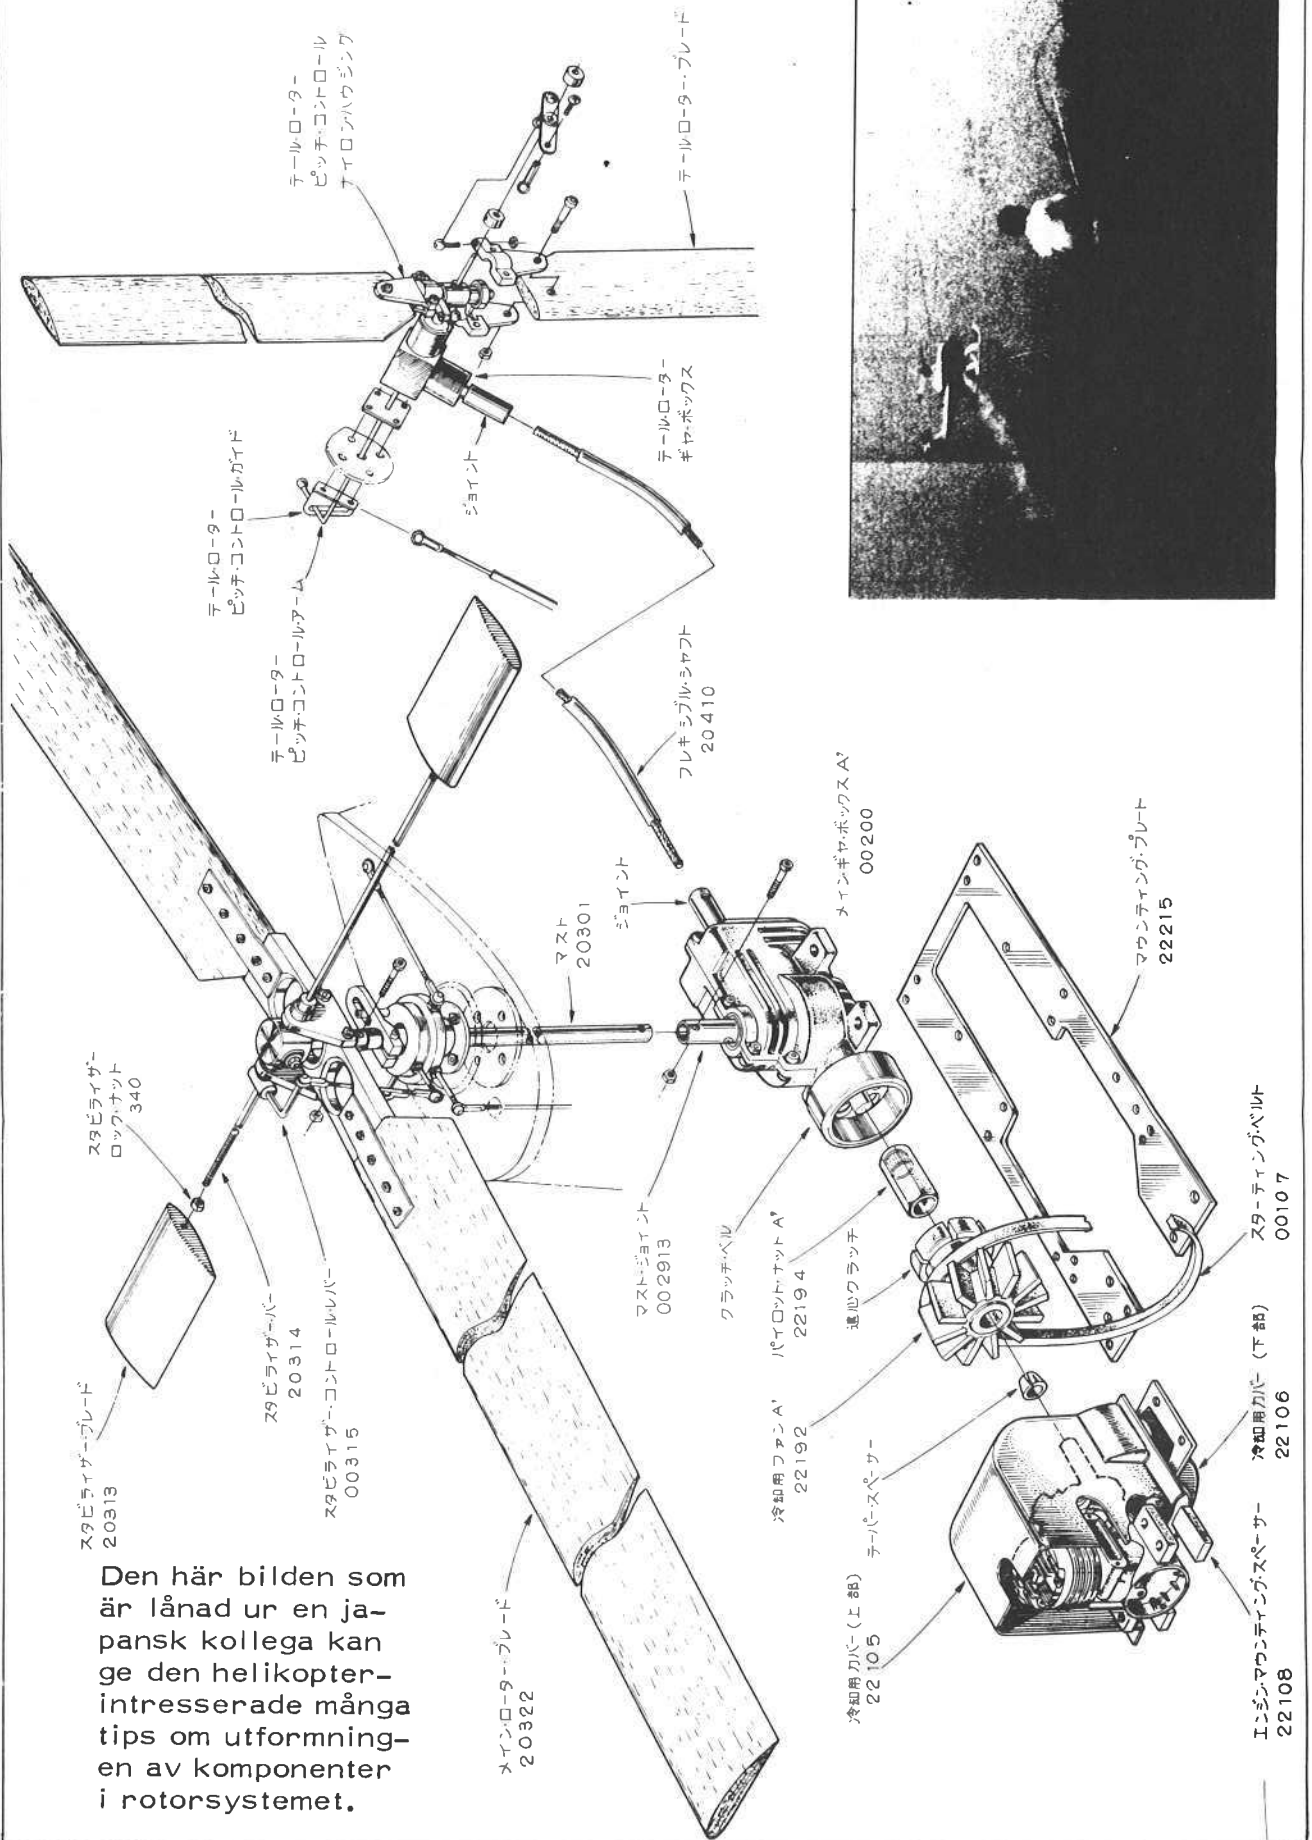 テールローター
ピッチ・コントロール
ナイロンハウジング
テールローター・ブレード
テールローター
ピッチ・コントロール・ガイド
テールローター
ピッチ・コントロール・アーム
ジョイント
テールローター
ギヤ・ボックス
フレキシブル・シャフト
20410
スタビライザー
ロック・ナット
340
マスト
20301
ジョイント
メインギヤ・ボックスA'
00200
マウンティング・プレート
22215
スタビライザー・ブレード
20313
スタビライザー・バー
20314
スタビライザー・コントロールレバー
00315
マスト・ジョイント
002913
クラッチ・ベル
パイロット・ナットA'
22194
遠心クラッチ
冷却用ファンA'
22192
テーパー・スペーサー
スターティング・ベルト
00107
メイン・ローター・ブレード
20322
冷却用カバー（上部）
22105
冷却用カバー（下部）
22106
エンジンマウンティング・スペーサー
22108
Den här bilden som
är lånad ur en ja-
pansk kollega kan
ge den helikopter-
intresserade många
tips om utformning-
en av komponenter
i rotorsystemet.